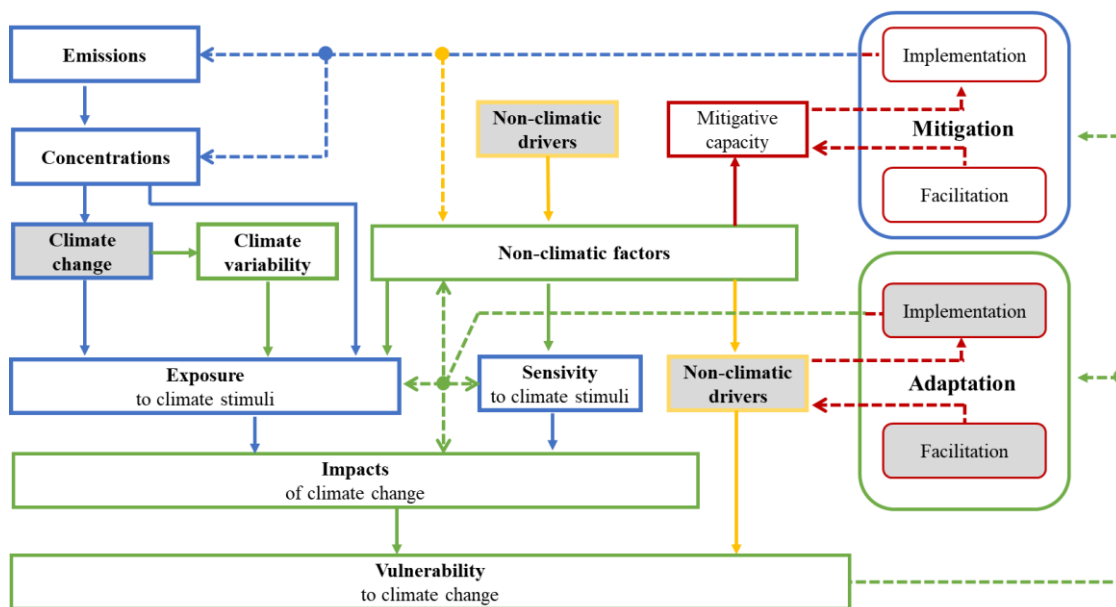 Emissions
Implementation
Non-climatic
drivers
Mitigative
capacity
Mitigation
Concentrations
Facilitation
Climate
change
Climate
variability
Non-climatic factors
Implementation
Exposure
to climate stimuli
Sensivity
to climate stimuli
Non-climatic
drivers
Adaptation
Facilitation
Impacts
of climate change
Vulnerability
to climate change